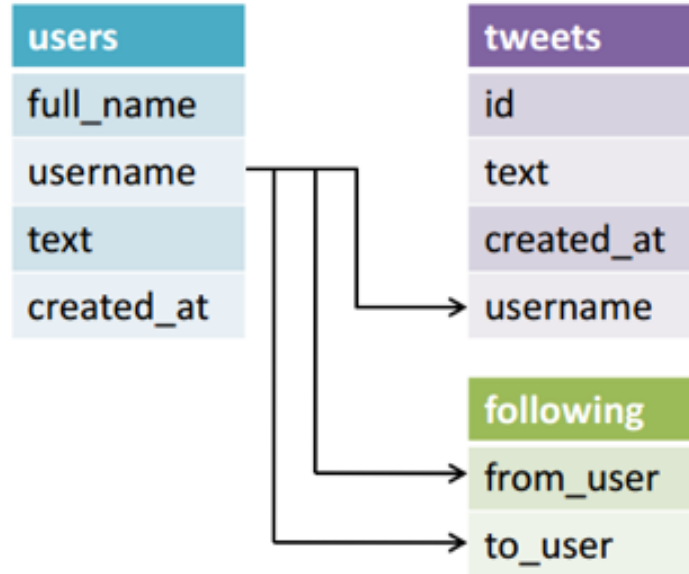 users
full_name
username
text
created_at
tweets
id
text
created_at
username
following
from_user
to_user